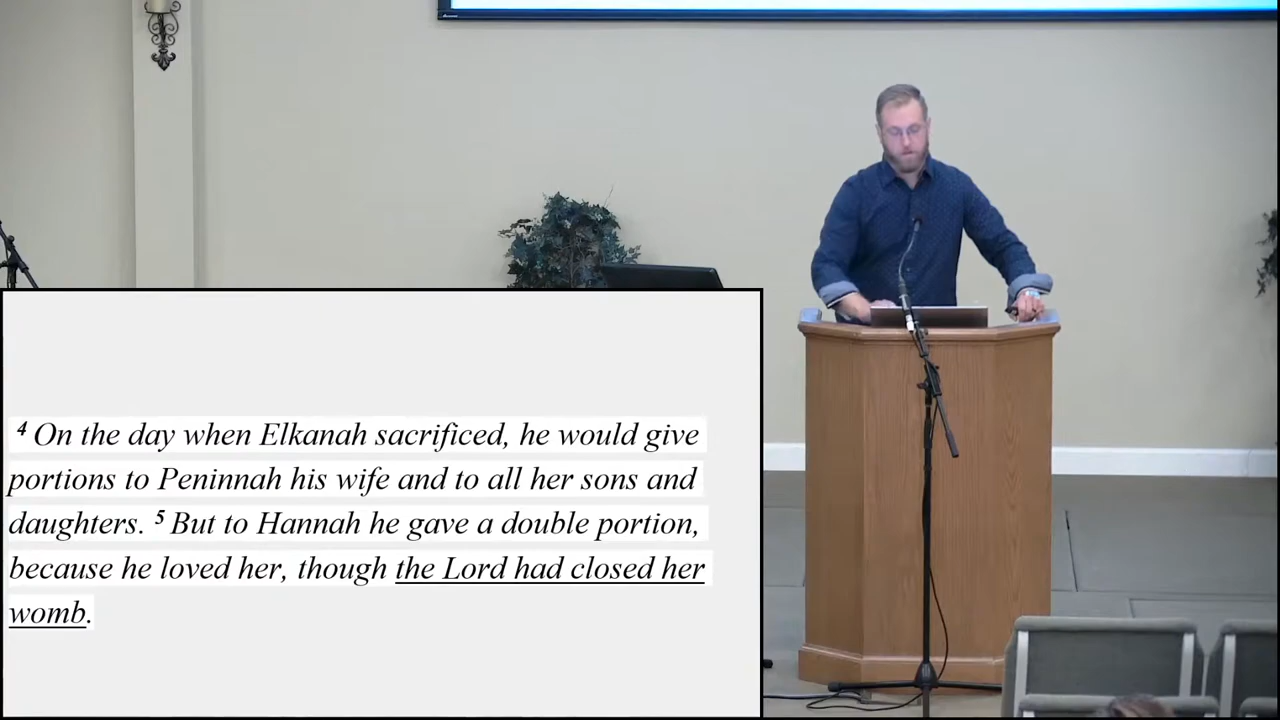 4 On the day when Elkanah sacrificed, he would give
portions to Peninnah his wife and to all her sons and
daughters. 5 But to Hannah he gave a double portion,
because he loved her, though the Lord had closed her
womb.